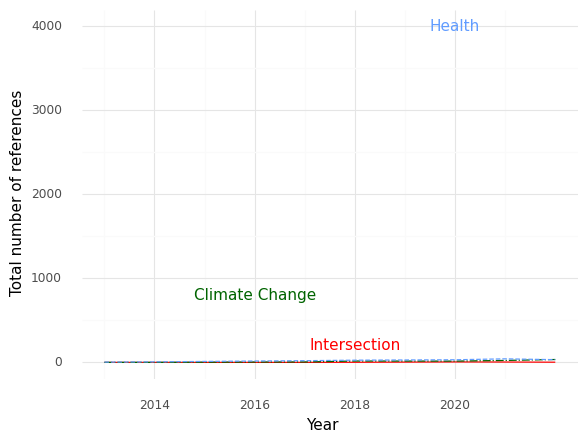 4000
Health
3000
2000
1000
Climate Change
Intersection
0
Total number of references
2014
2016
2018
2020
Year